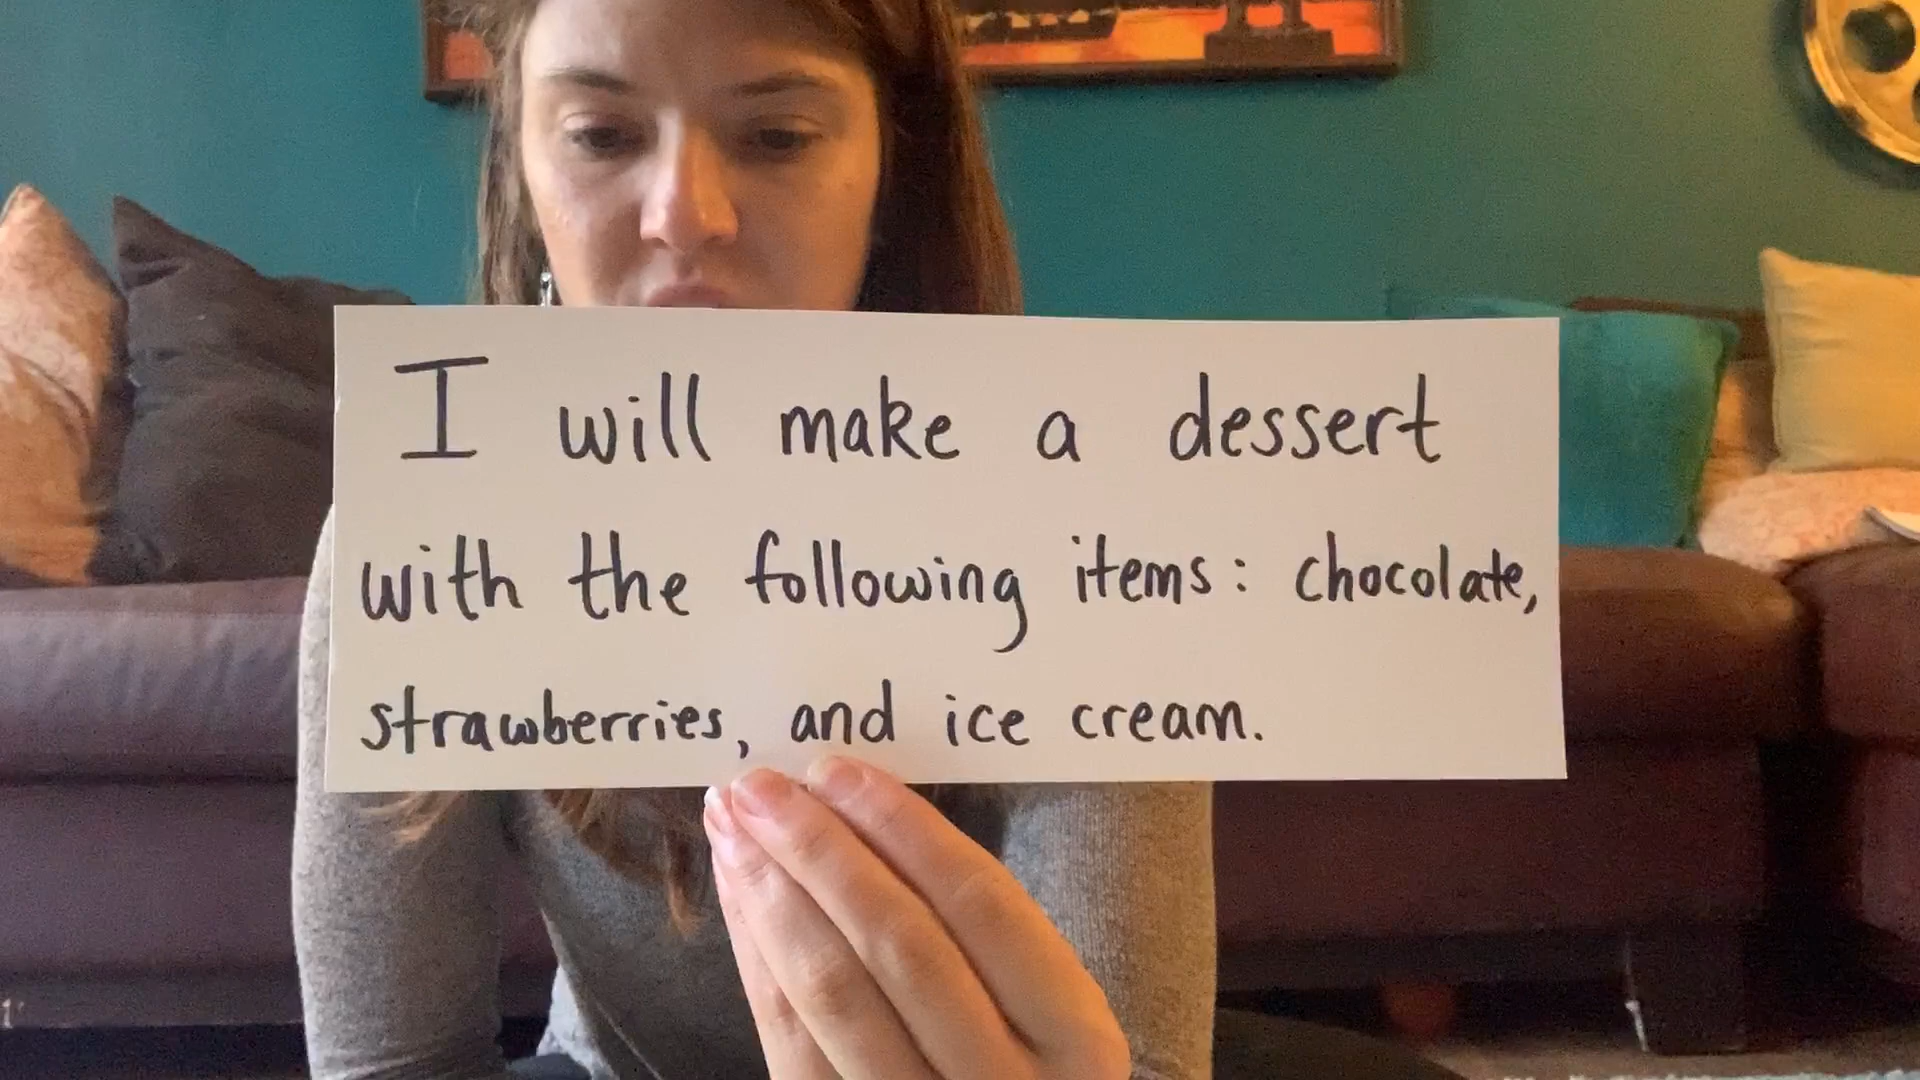 I will make a dessert
with the following items: chocolate,
strawberries, and ice cream.